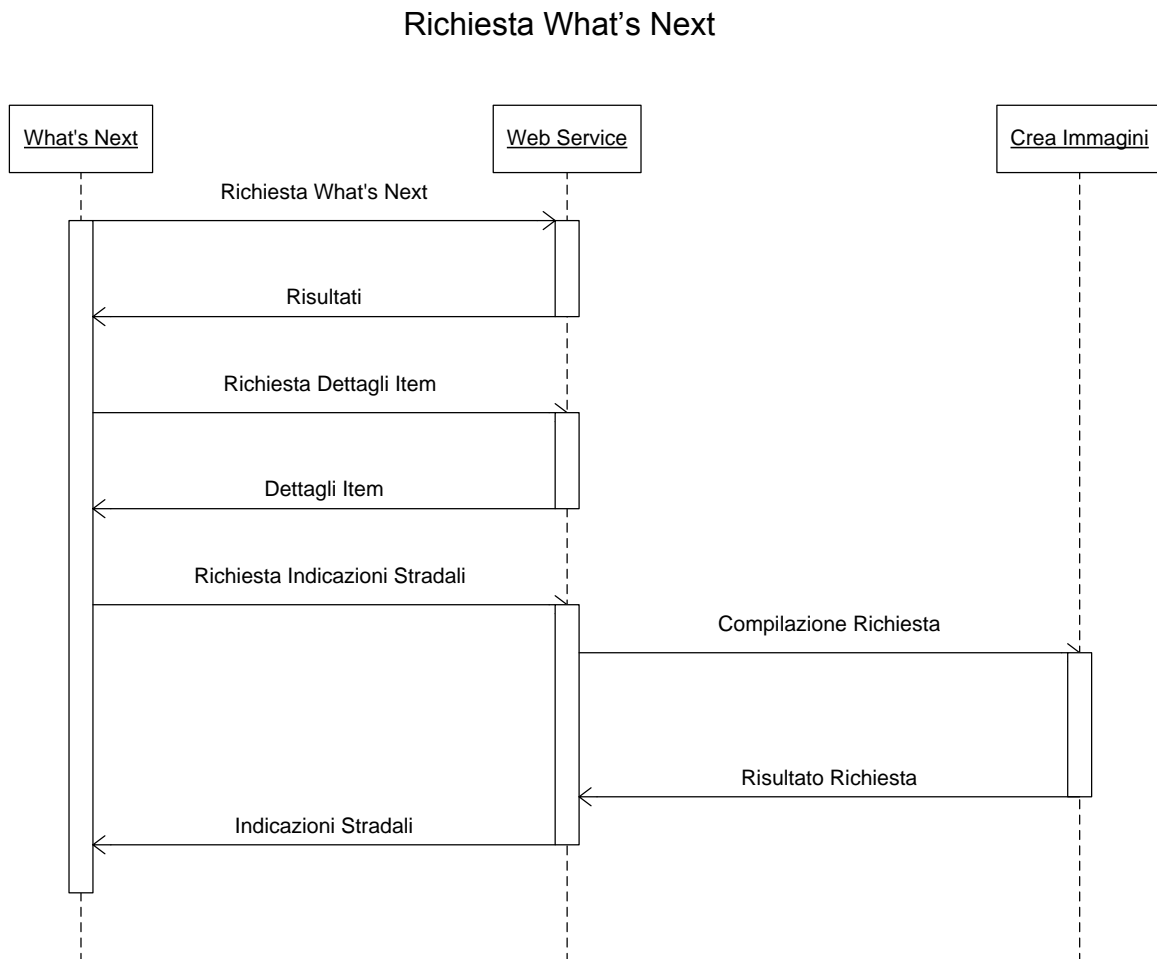 Richiesta What’s Next
What's Next
Web Service
Crea Immagini
Richiesta What's Next
Risultati
Richiesta Dettagli Item
Dettagli Item
Richiesta Indicazioni Stradali
Compilazione Richiesta
Risultato Richiesta
Indicazioni Stradali